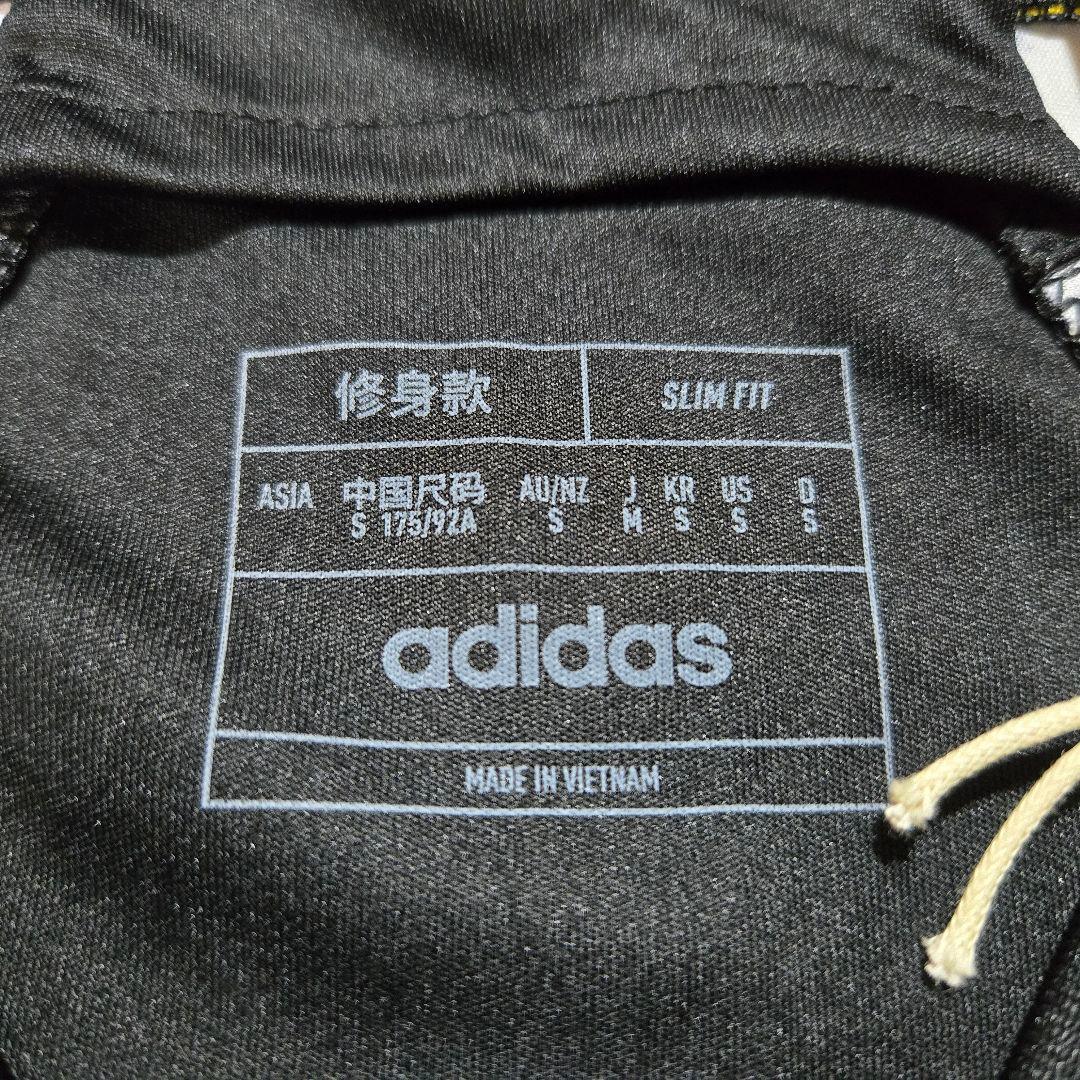 修身款 SLIM FIT
ASIA 中国尺码 AU/NZ J KR US D
S 175/92A S M S S S
adidas
MADE IN VIETNAM